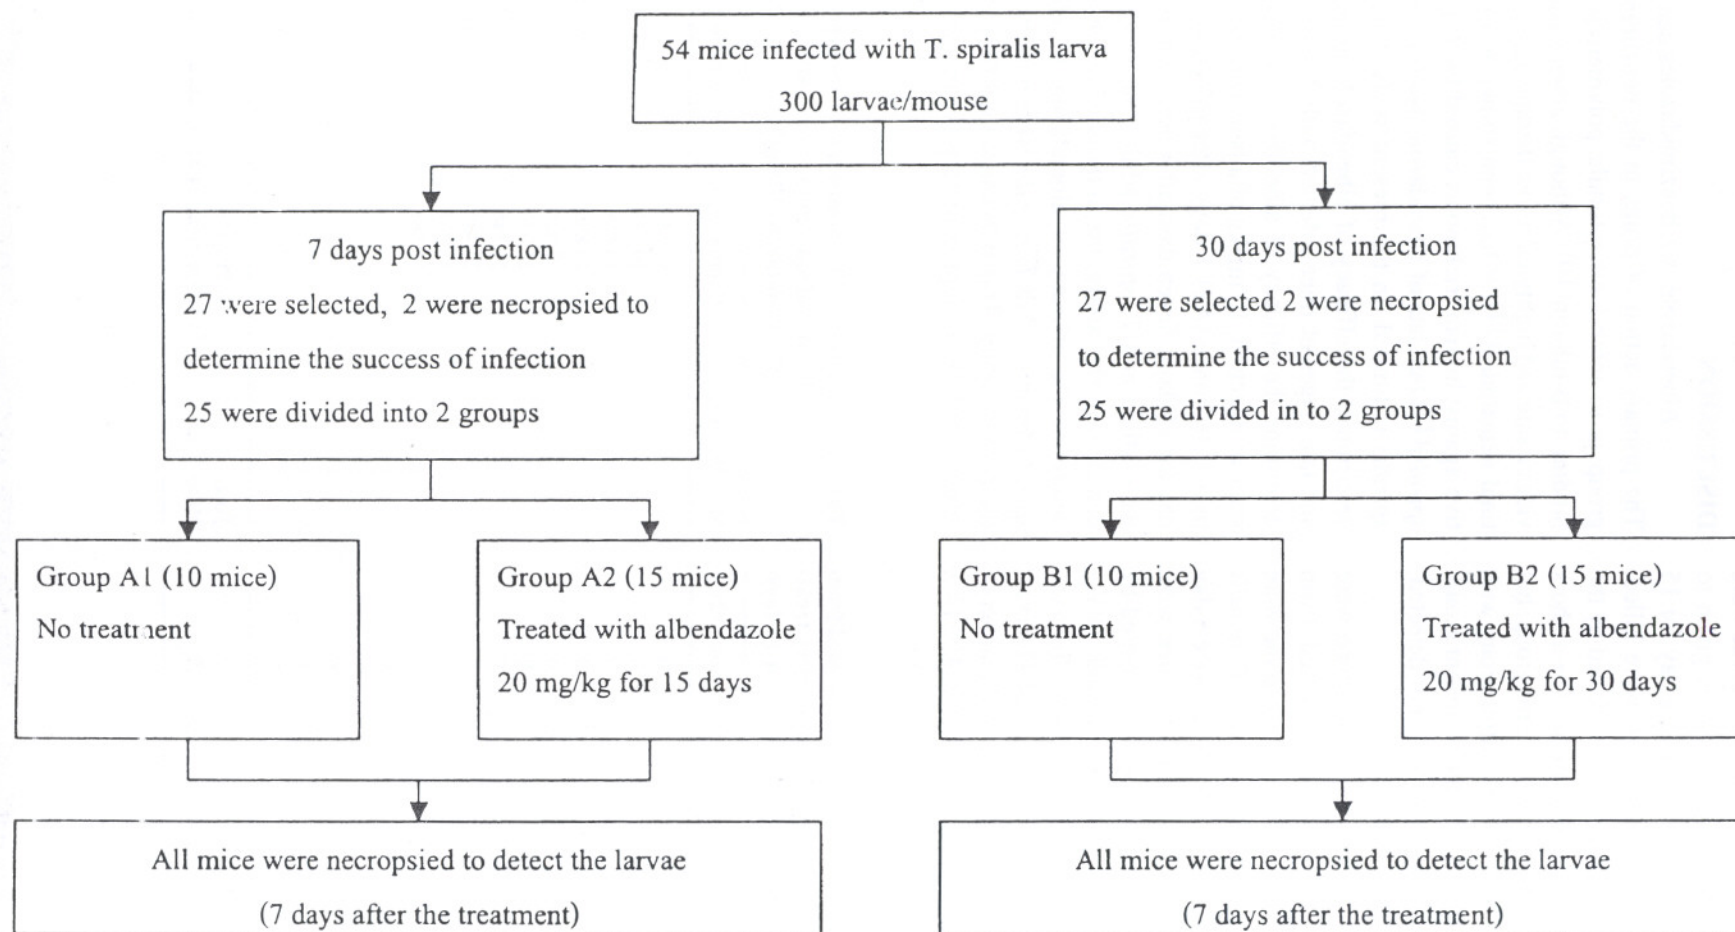 54 mice infected with T. spiralis larva
300 larvae/mouse
7 days post infection
27 were selected, 2 were necropsied to
determine the success of infection
25 were divided into 2 groups
30 days post infection
27 were selected 2 were necropsied
to determine the success of infection
25 were divided in to 2 groups
Group A1 (10 mice)
No treatment
Group A2 (15 mice)
Treated with albendazole
20 mg/kg for 15 days
Group B1 (10 mice)
No treatment
Group B2 (15 mice)
Treated with albendazole
20 mg/kg for 30 days
All mice were necropsied to detect the larvae
(7 days after the treatment)
All mice were necropsied to detect the larvae
(7 days after the treatment)